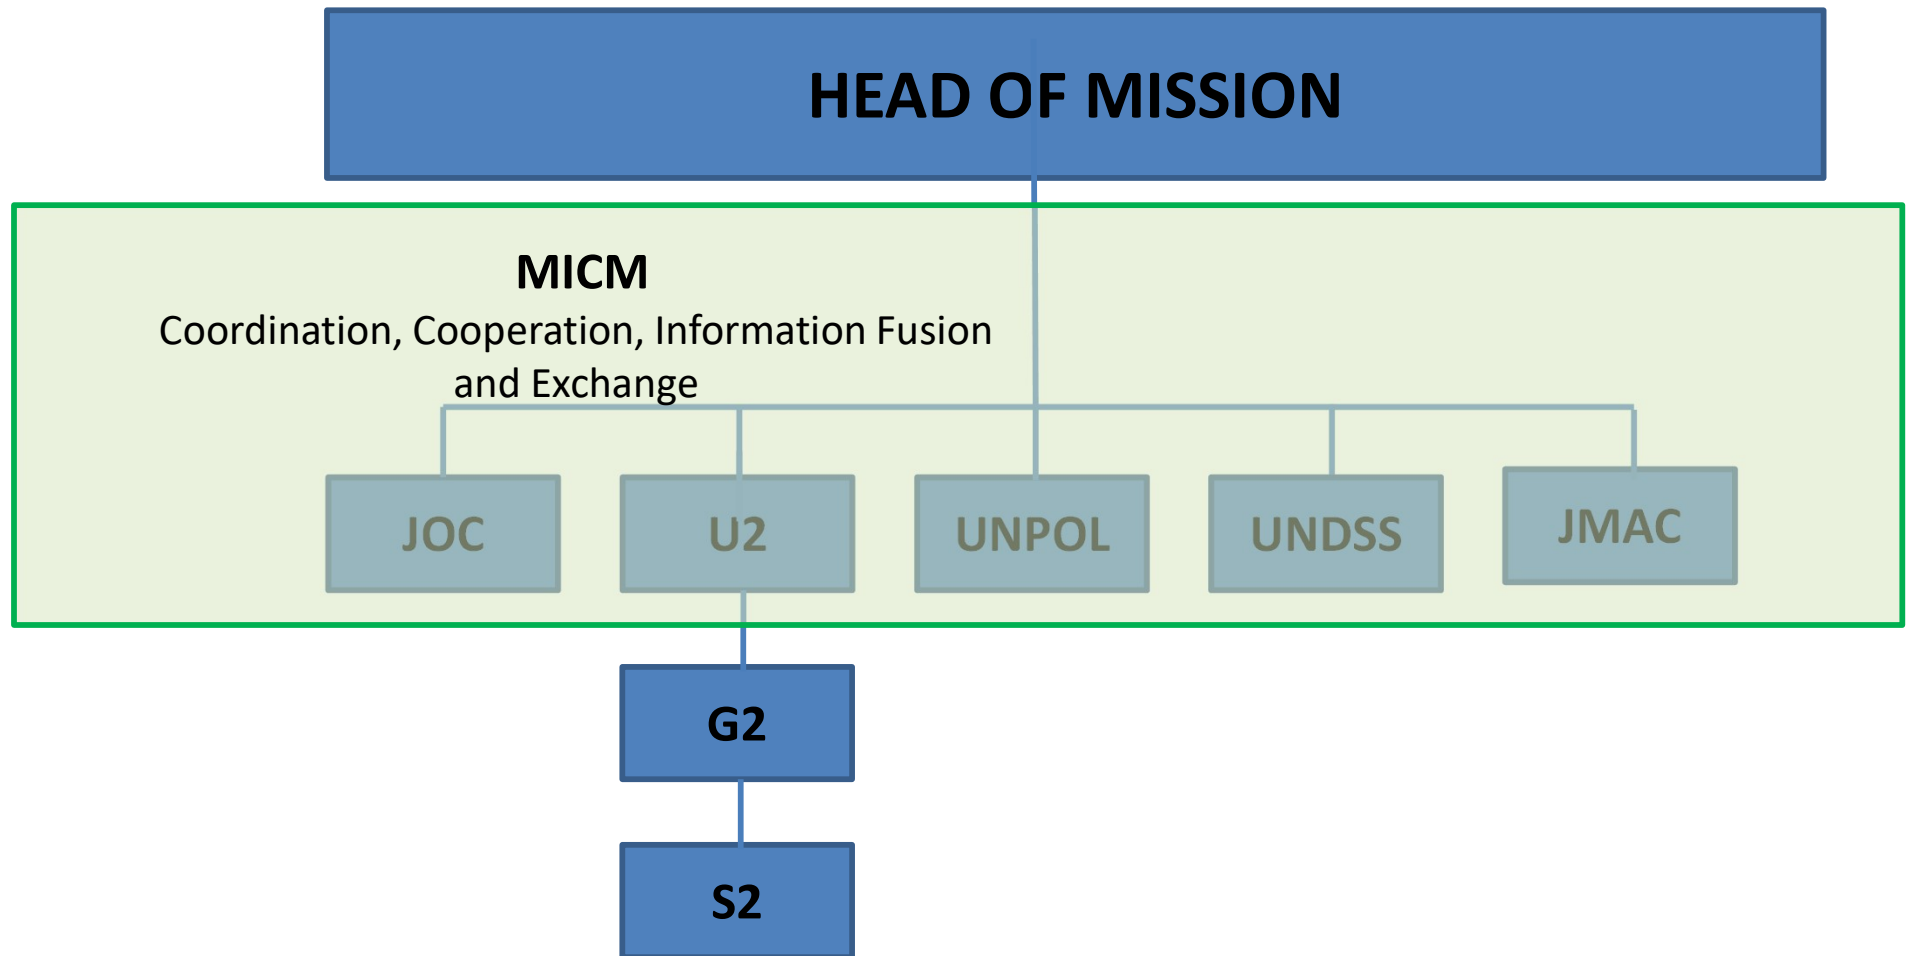 HEAD OF MISSION
MICM
Coordination, Cooperation, Information Fusion
and Exchange
JOC
U2
UNPOL
UNDSS
JMAC
G2
S2